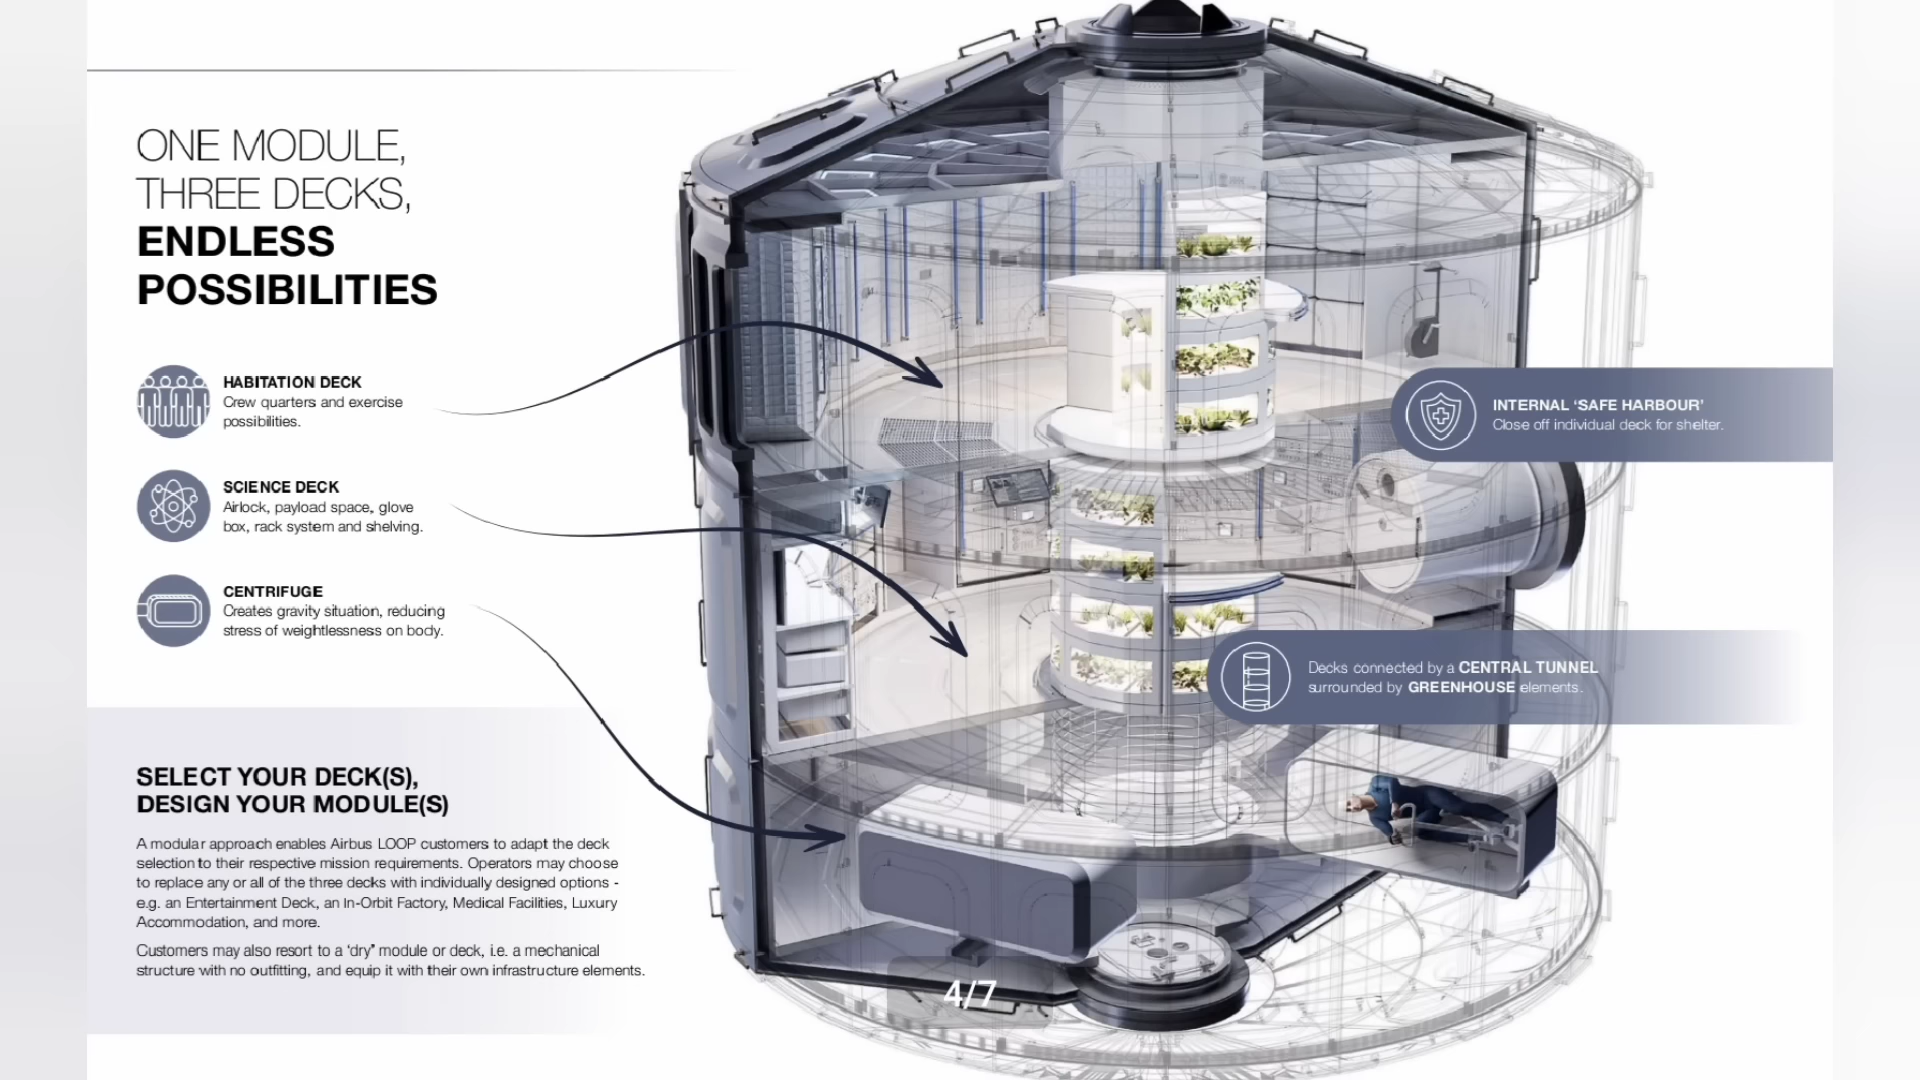 ONE MODULE,
THREE DECKS,
ENDLESS
POSSIBILITIES
HABITATION DECK
Crew quarters and exercise
possibilities.
SCIENCE DECK
Airlock, payload space, glove
box, rack system and shelving.
CENTRIFUGE
Creates gravity situation, reducing
stress of weightlessness on body.
INTERNAL ‘SAFE HARBOUR’
Close off individual deck for shelter.
Decks connected by a CENTRAL TUNNEL
surrounded by GREENHOUSE elements.
SELECT YOUR DECK(S),
DESIGN YOUR MODULE(S)
A modular approach enables Airbus LOOP customers to adapt the deck
selection to their respective mission requirements. Operators may choose
to replace any or all of the three decks with individually designed options -
e.g. an Entertainment Deck, an In-Orbit Factory, Medical Facilities, Luxury
Accommodation, and more.
Customers may also resort to a ‘dry” module or deck, i.e. a mechanical
structure with no outfitting, and equip it with their own infrastructure elements.
4/7